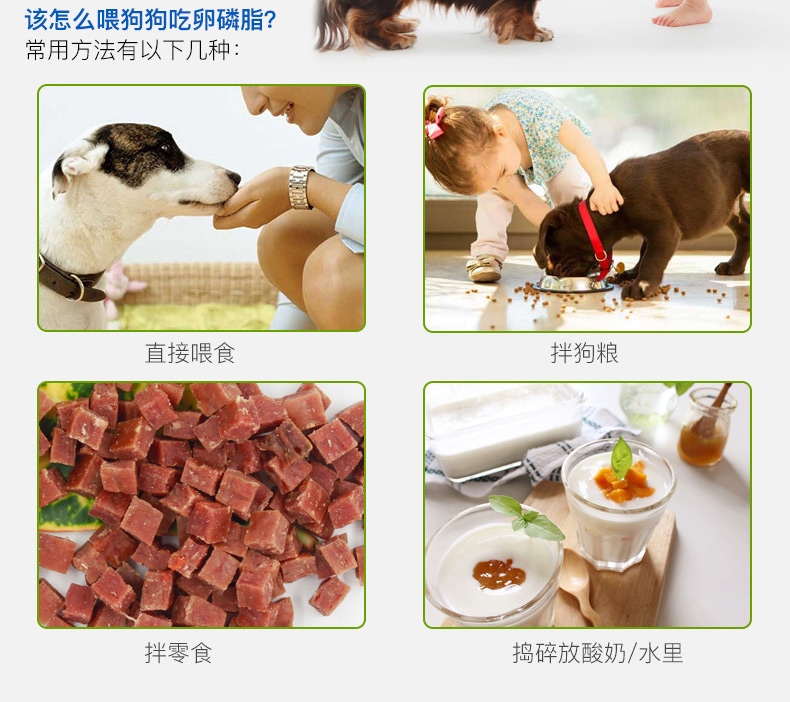 该怎么喂狗狗吃卵磷脂?
常用方法有以下几种：
直接喂食
拌狗粮
拌零食
捣碎放酸奶/水里